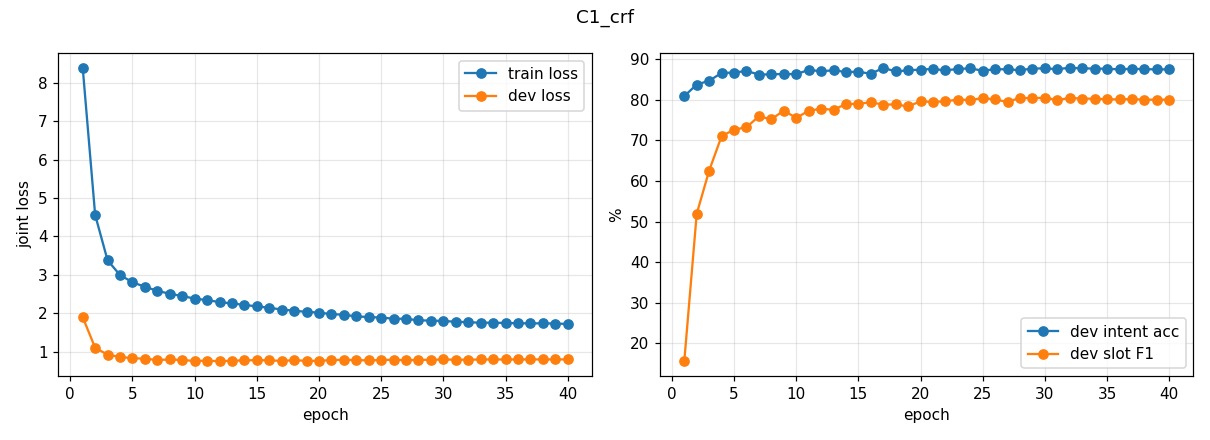 C1_crf
joint loss
8
7
6
5
4
3
2
1
0 5 10 15 20 25 30 35 40
epoch
train loss
dev loss
%
90
80
70
60
50
40
30
20
0 5 10 15 20 25 30 35 40
epoch
dev intent acc
dev slot F1